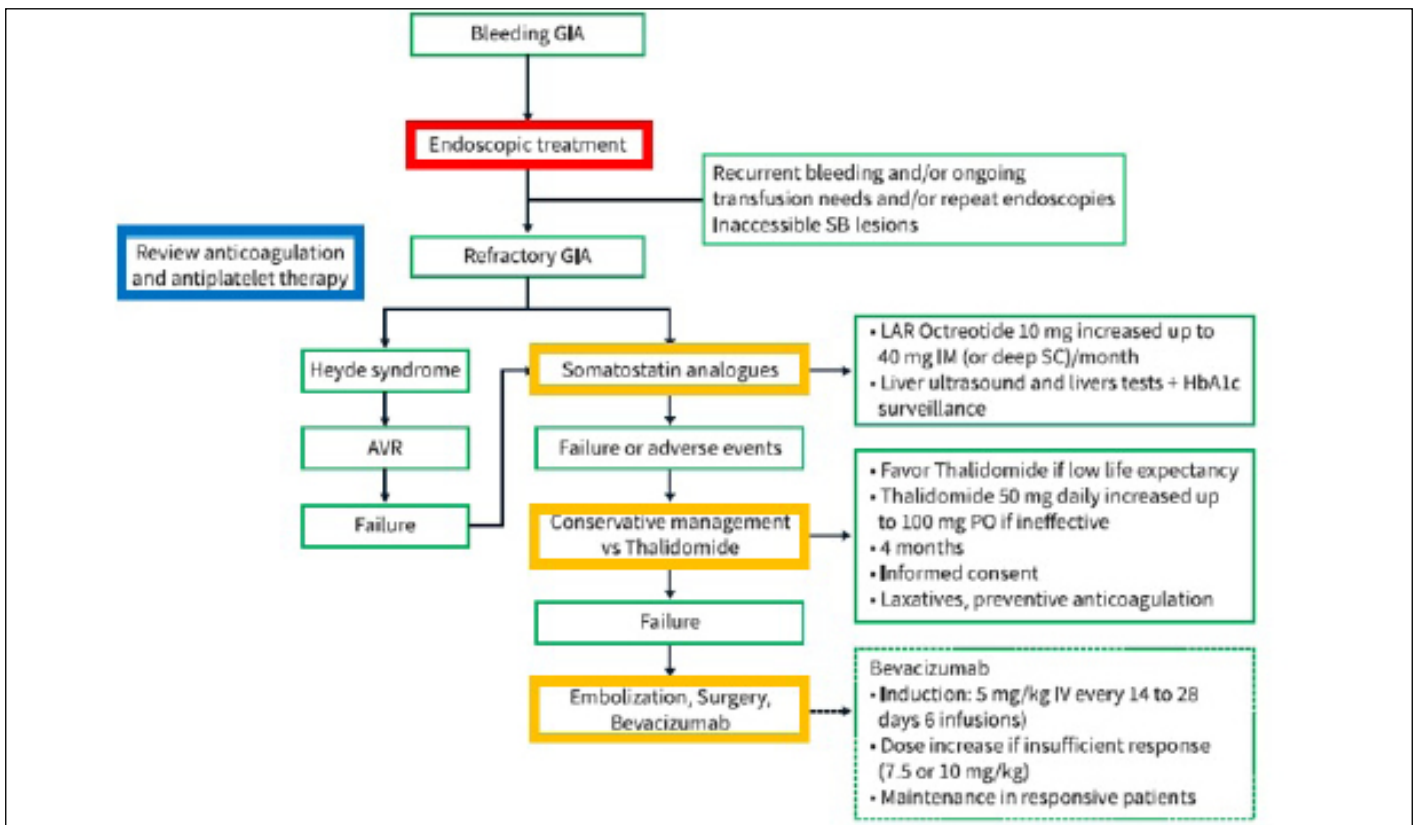 Bleeding GIA
Endoscopic treatment
Recurrent bleeding and/or ongoing
transfusion needs and/or repeat endoscopies
Inaccessible SB lesions
Review anticoagulation
and antiplatelet therapy
Refractory GIA
Heyde syndrome
AVR
Failure
Somatostatin analogues
• LAR Octreotide 10 mg increased up to
40 mg IM (or deep SC)/month
• Liver ultrasound and livers tests + HbA1c
surveillance
Failure or adverse events
Conservative management
vs Thalidomide
• Favor Thalidomide if low life expectancy
• Thalidomide 50 mg daily increased up
to 100 mg PO if ineffective
• 4 months
• Informed consent
• Laxatives, preventive anticoagulation
Failure
Embolization, Surgery,
Bevacizumab
Bevacizumab
• Induction: 5 mg/kg IV every 14 to 28
days 6 infusions)
• Dose increase if insufficient response
(7.5 or 10 mg/kg)
• Maintenance in responsive patients